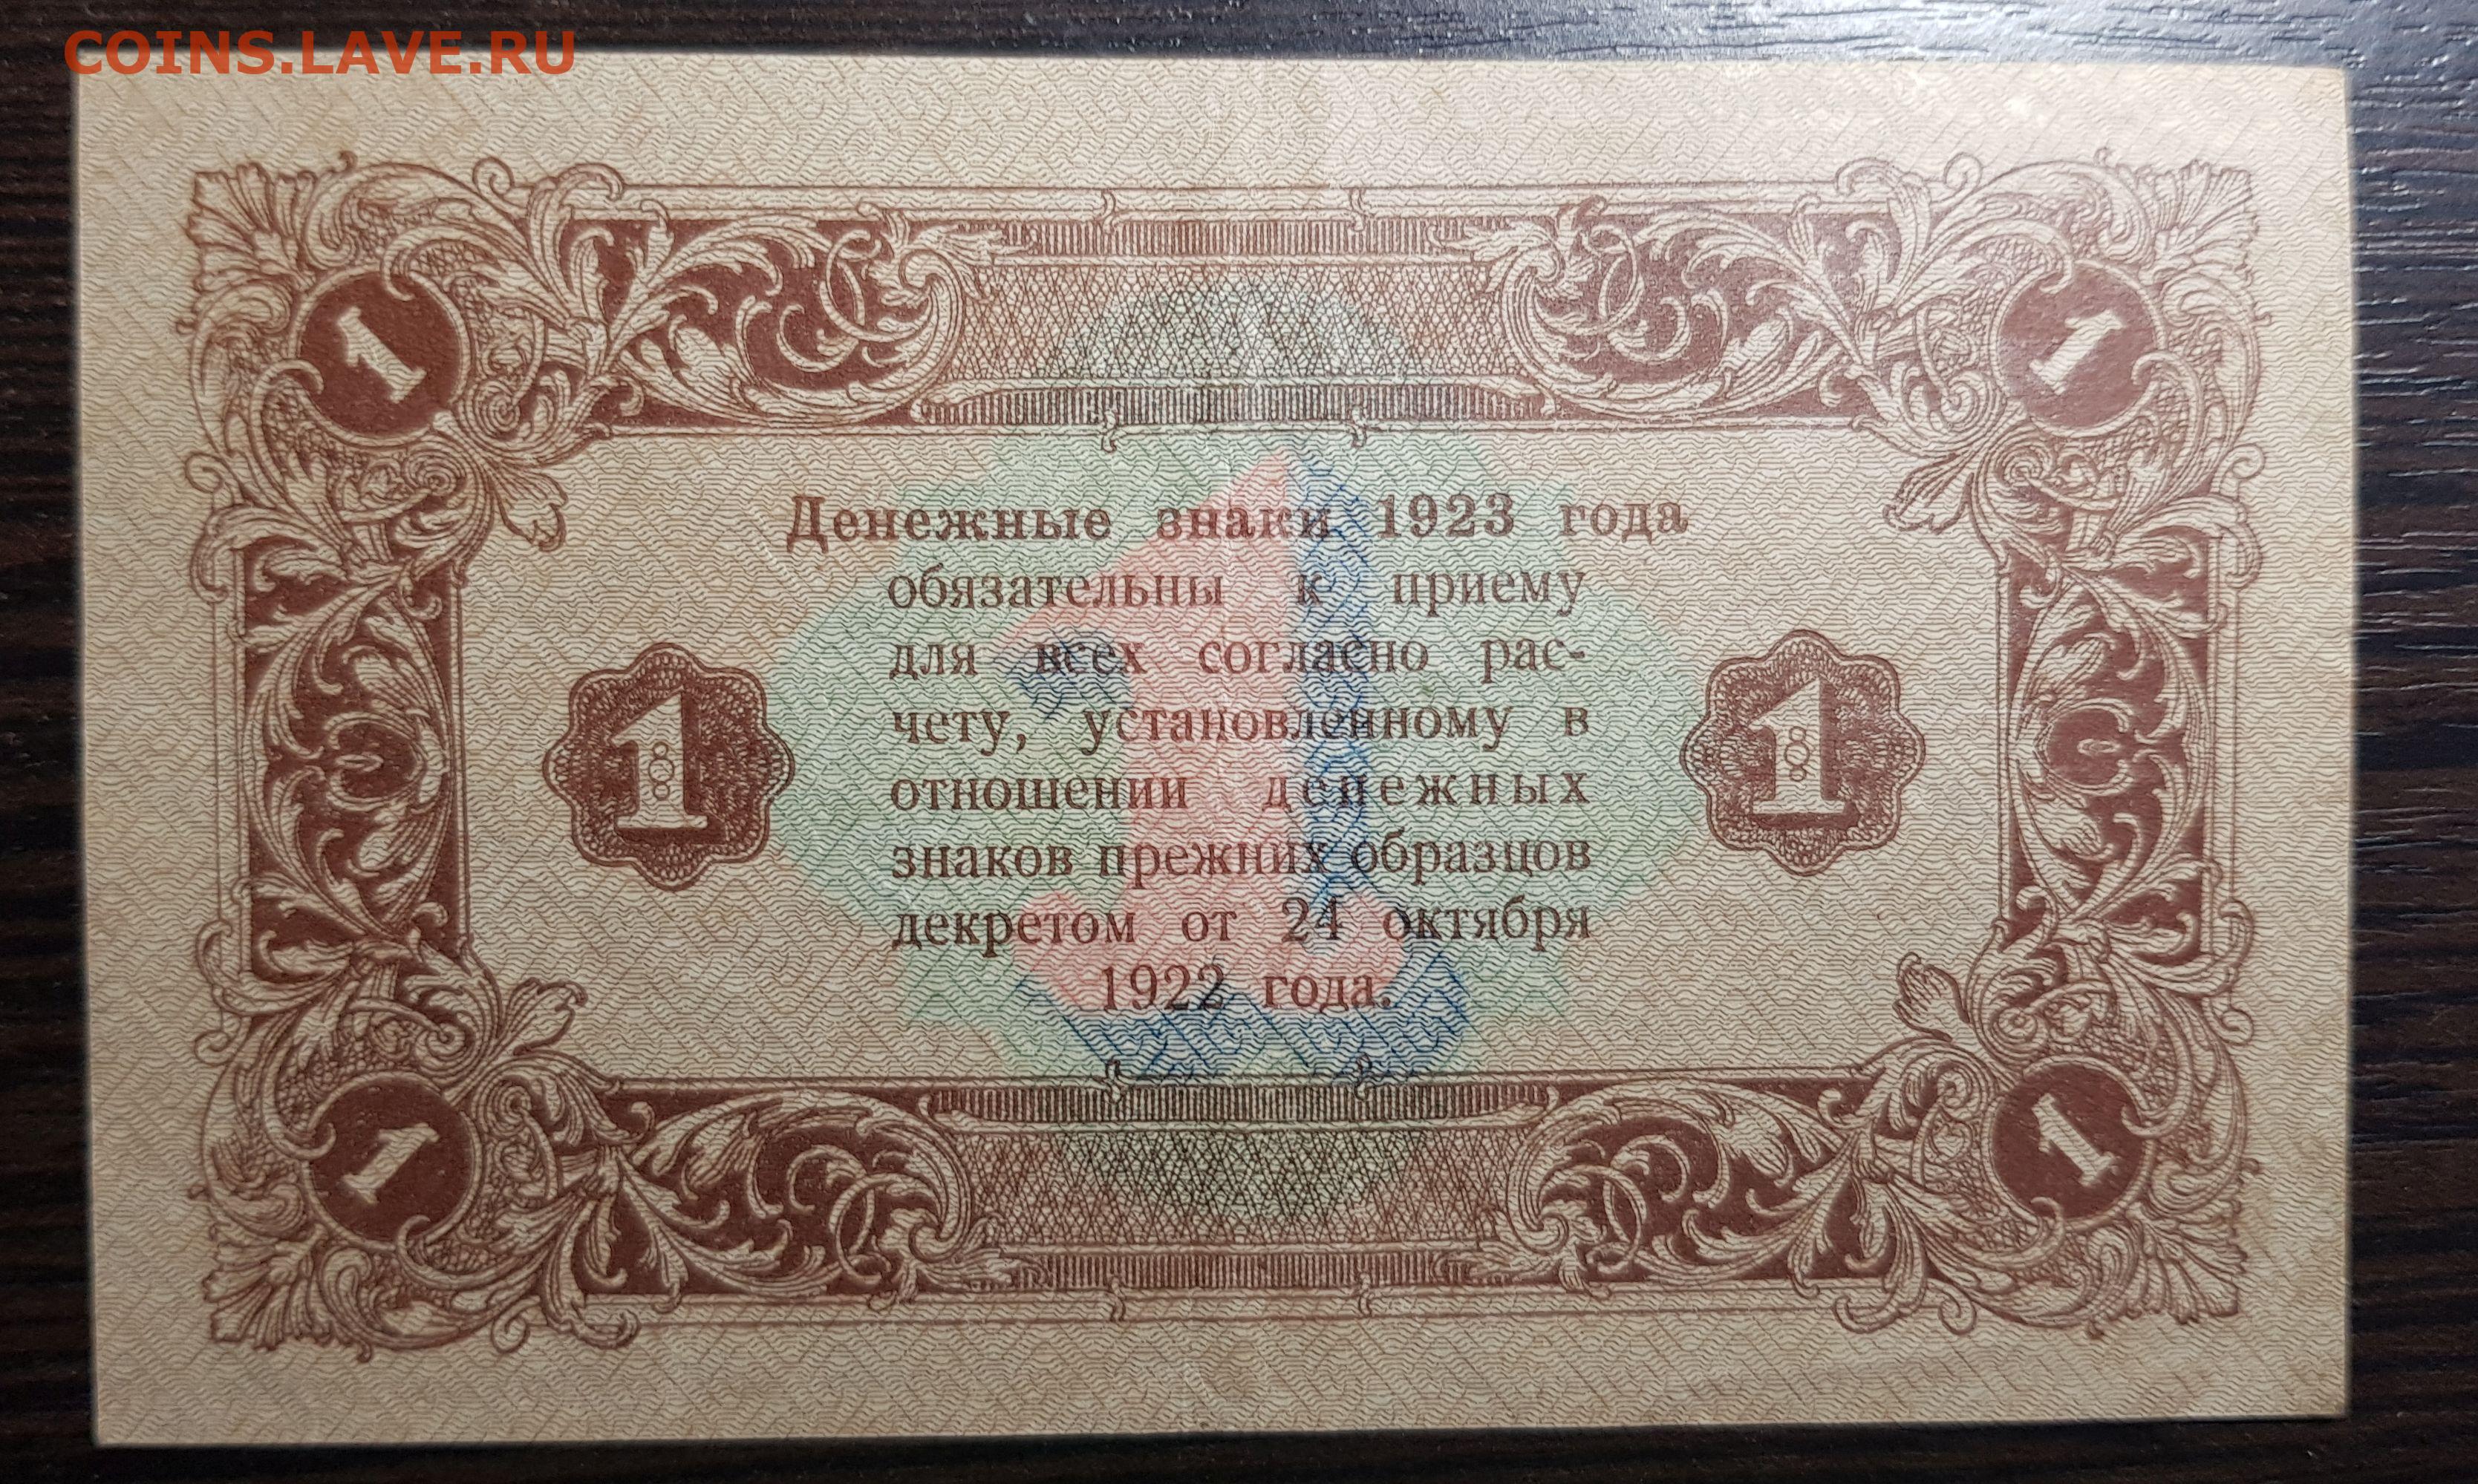 COINS.LAVE.RU
1
1
Денежные знаки 1923 года
обязательны к приему
для всех согласно рас-
чету, установленному в
отношении денежных
знаков прежних образцов
декретом от 24 октября
1922 года.
1
1
1
1
1